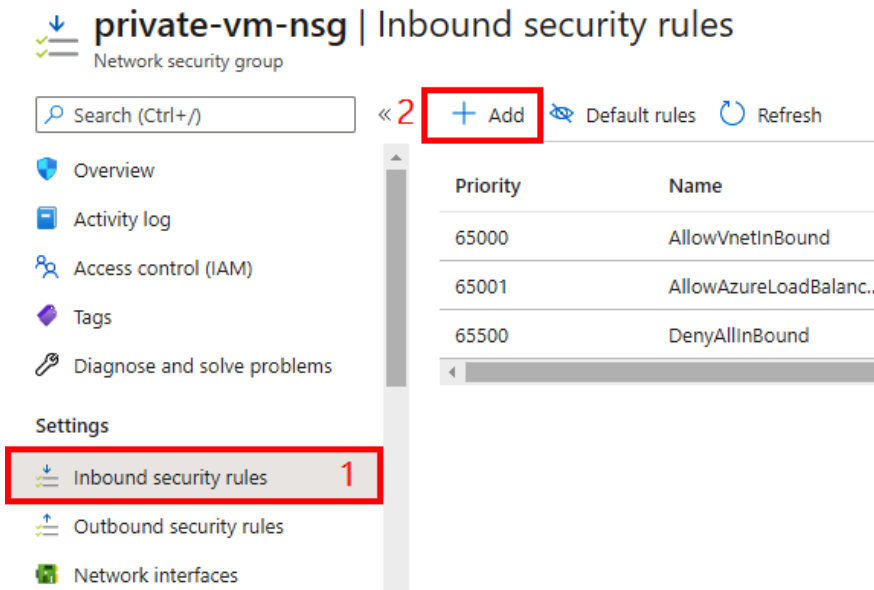 private-vm-nsg | Inbound security rules
Network security group
Search (Ctrl+/)
« 2
Add
Default rules
Refresh
Overview
Activity log
Access control (IAM)
Tags
Diagnose and solve problems
Settings
Inbound security rules 1
Outbound security rules
Network interfaces
Priority Name
65000 AllowVnetInBound
65001 AllowAzureLoadBalanc..
65500 DenyAllInBound